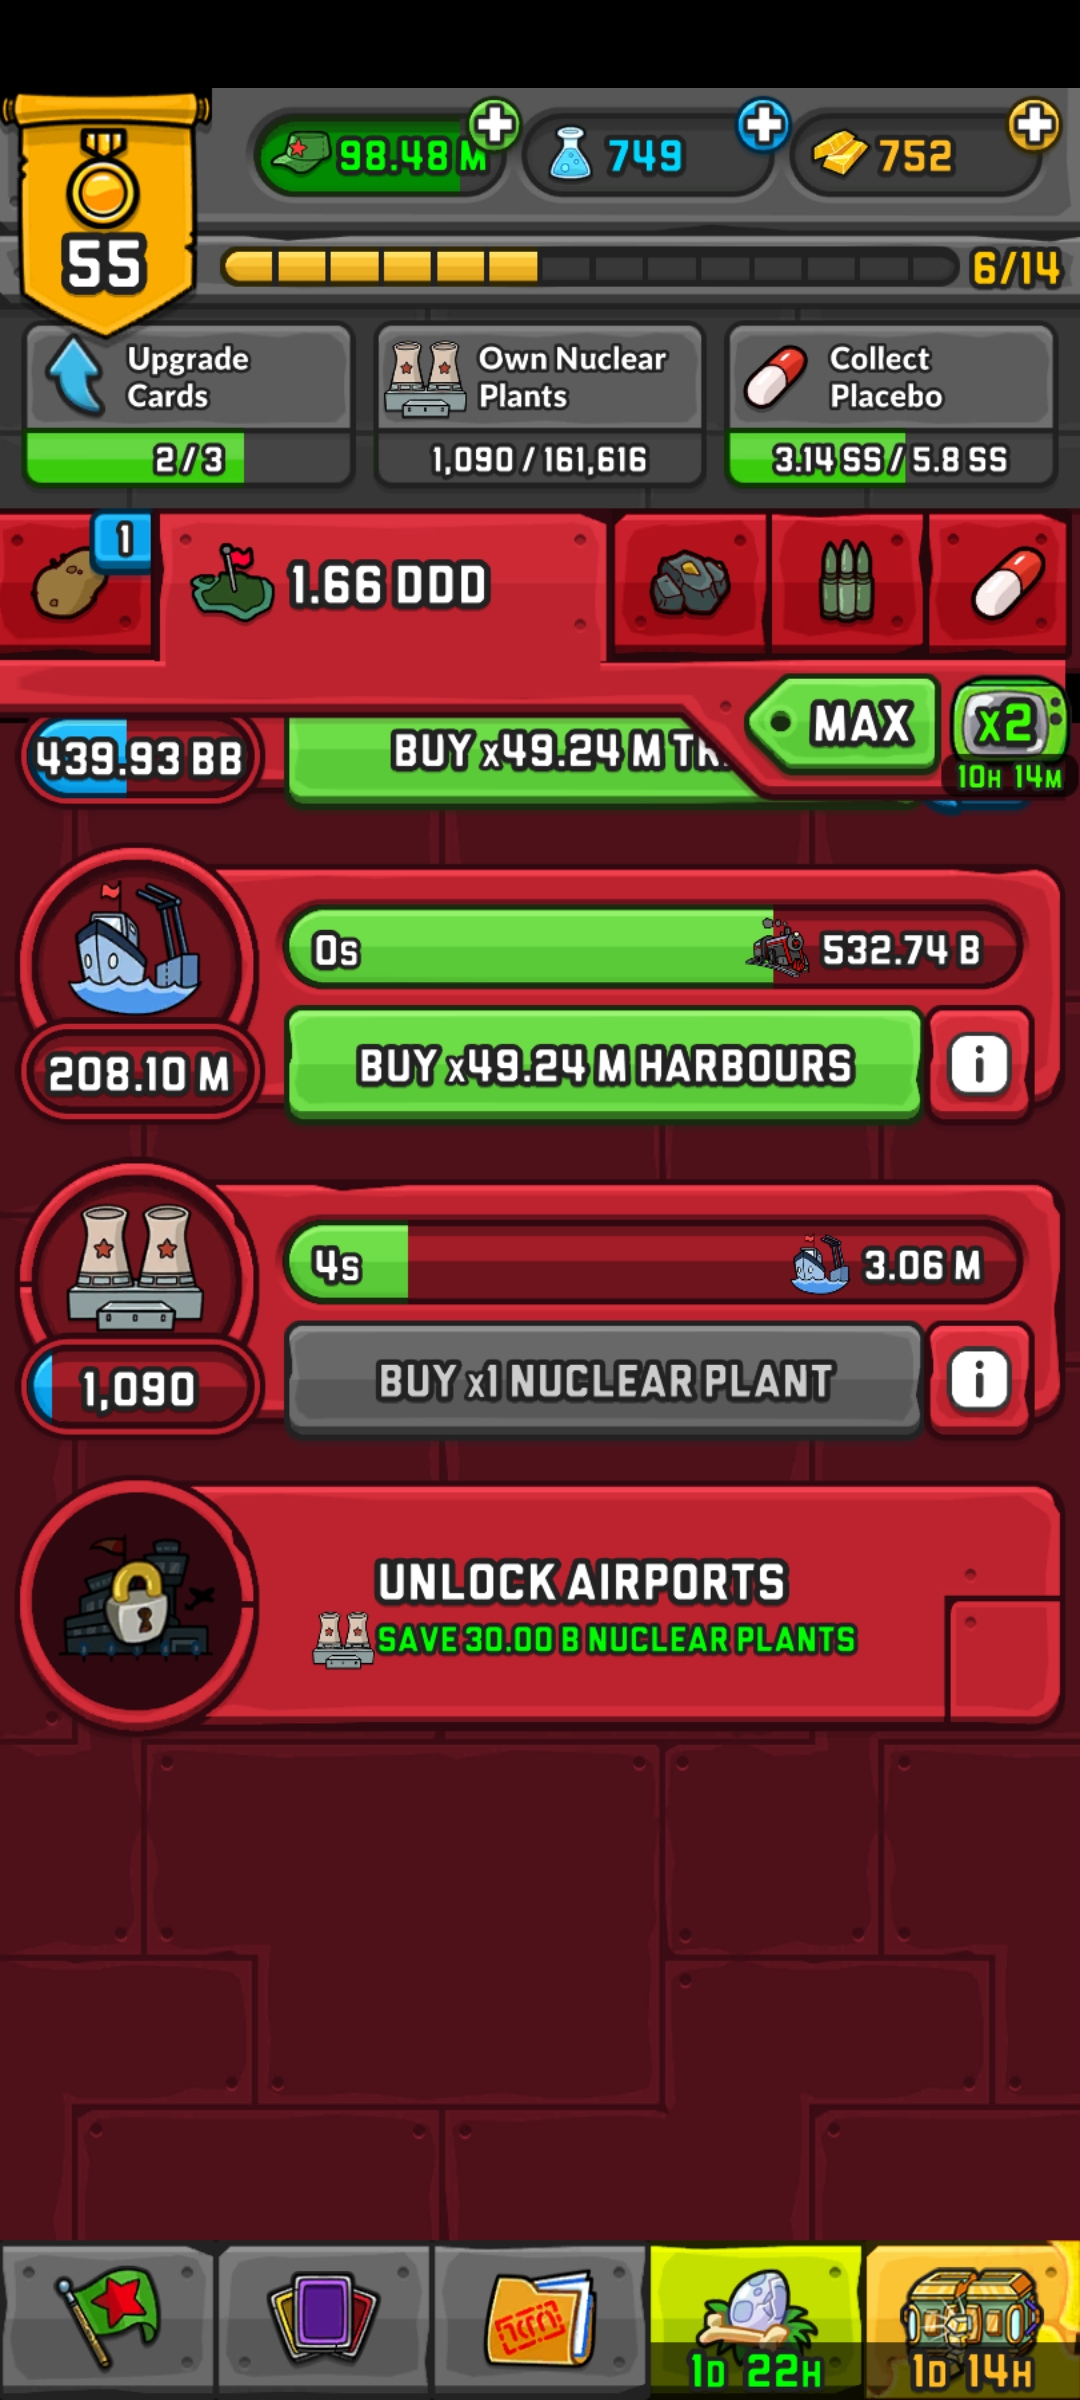 98.48 M
749
752
55
6/14
Upgrade
Cards
2/3
Own Nuclear
Plants
1,090 / 161,616
Collect
Placebo
3.14 SS / 5.8 SS
1
1.66 DDD
MAX
x2
10H 14M
439.93 BB
BUY x49.24 M
0s
532.74 B
208.10 M
BUY x49.24 M HARBOURS
i
4s
3.06 M
1,090
BUY x1 NUCLEAR PLANT
i
UNLOCK AIRPORTS
SAVE 30.00 B NUCLEAR PLANTS
1D 22H
1D 14H